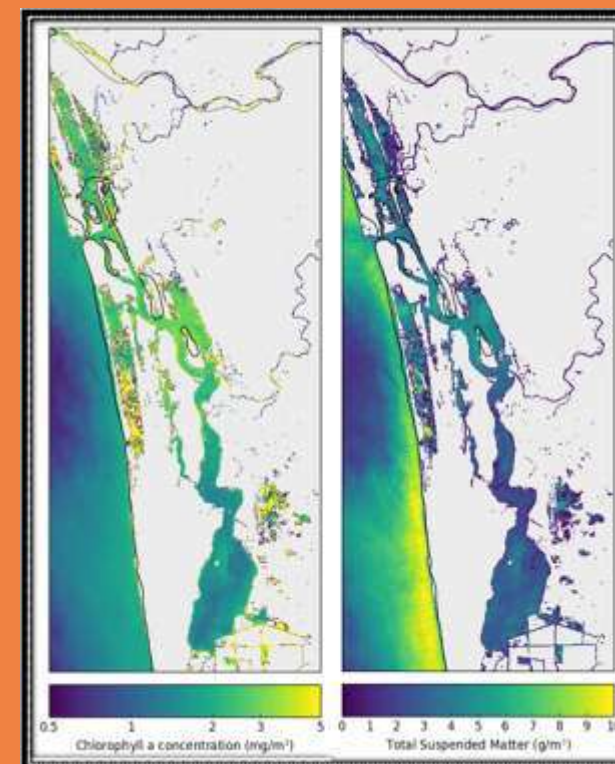 0.5 1 2 3 5
Chlorophyll a concentration (mg/m³)
0 1 2 3 4 5 6 7 8 9 10
Total Suspended Matter (g/m³)